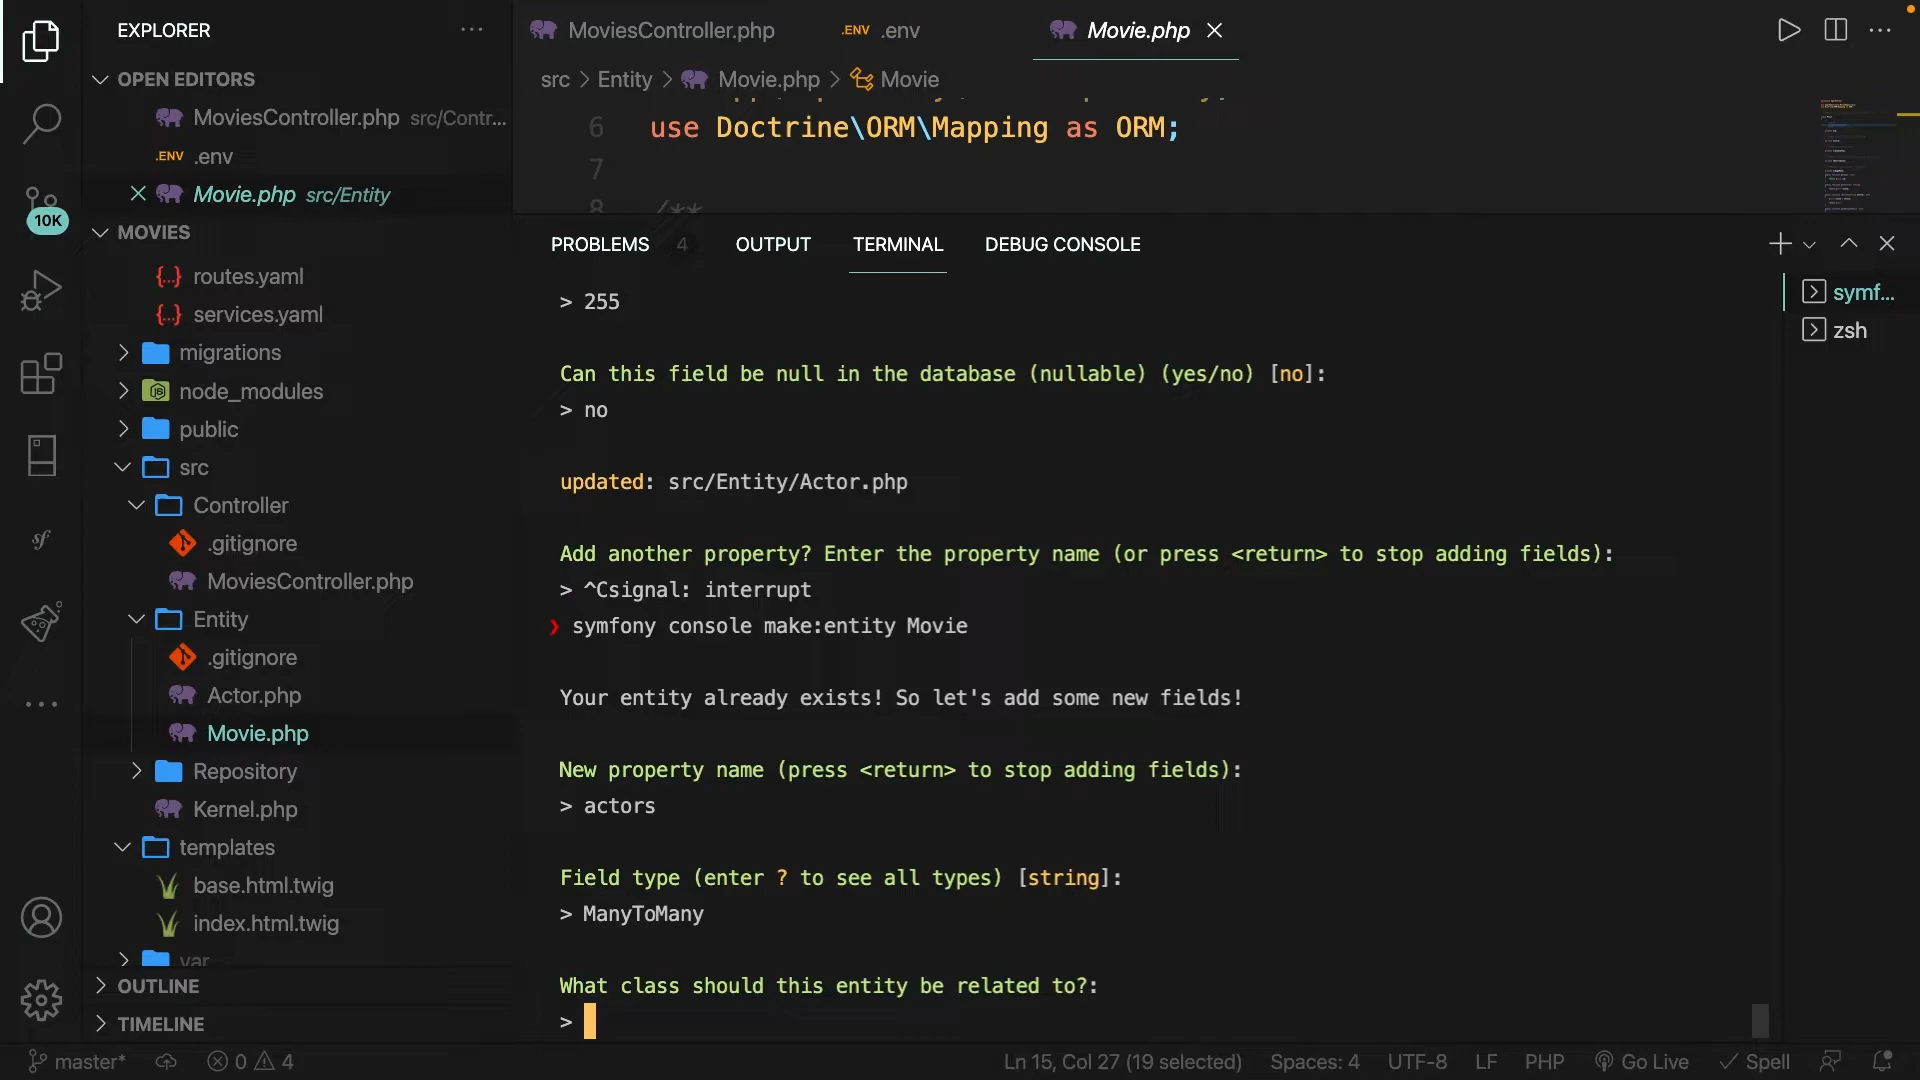 EXPLORER
OPEN EDITORS
MoviesController.php src/Contr...
.ENV .env
Movie.php src/Entity
10K
MOVIES
routes.yaml
services.yaml
migrations
node_modules
public
src
Controller
.gitignore
MoviesController.php
Entity
.gitignore
Actor.php
Movie.php
Repository
Kernel.php
templates
base.html.twig
index.html.twig
var
OUTLINE
TIMELINE
MoviesController.php
.ENV .env
Movie.php
src > Entity > Movie.php > Movie
6 use Doctrine\ORM\Mapping as ORM;
7
8 /**
PROBLEMS 4 OUTPUT TERMINAL DEBUG CONSOLE
symf...
zsh
> 255
Can this field be null in the database (nullable) (yes/no) [no]:
> no
updated: src/Entity/Actor.php
Add another property? Enter the property name (or press <return> to stop adding fields):
> ^Csignal: interrupt
❯ symfony console make:entity Movie
Your entity already exists! So let's add some new fields!
New property name (press <return> to stop adding fields):
> actors
Field type (enter ? to see all types) [string]:
> ManyToMany
What class should this entity be related to?:
>
master* 0 4 Ln 15, Col 27 (19 selected) Spaces: 4 UTF-8 LF PHP Go Live Spell